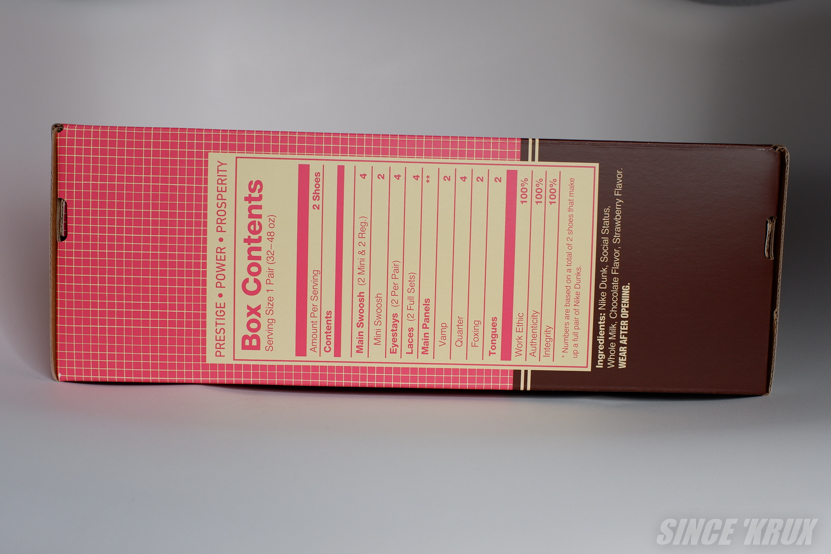 PRESTIGE • POWER • PROSPERITY
Box Contents
Serving Size 1 Pair (32–48 oz)
Amount Per Serving 2 Shoes
Contents
Main Swoosh (2 Mini & 2 Reg.) 4
Mini Swoosh 2
Eyestays (2 Per Pair) 4
Laces (2 Full Sets) 4
Main Panels **
Vamp 2
Quarter 4
Foxing 2
Tongues 2
Work Ethic 100%
Authenticity 100%
Integrity 100%
* Numbers are based on a total of 2 shoes that make
up a full pair of Nike Dunks.
Ingredients: Nike Dunk, Social Status,
Whole Milk, Chocolate Flavor, Strawberry Flavor.
WEAR AFTER OPENING.
SINCE 'KRUX